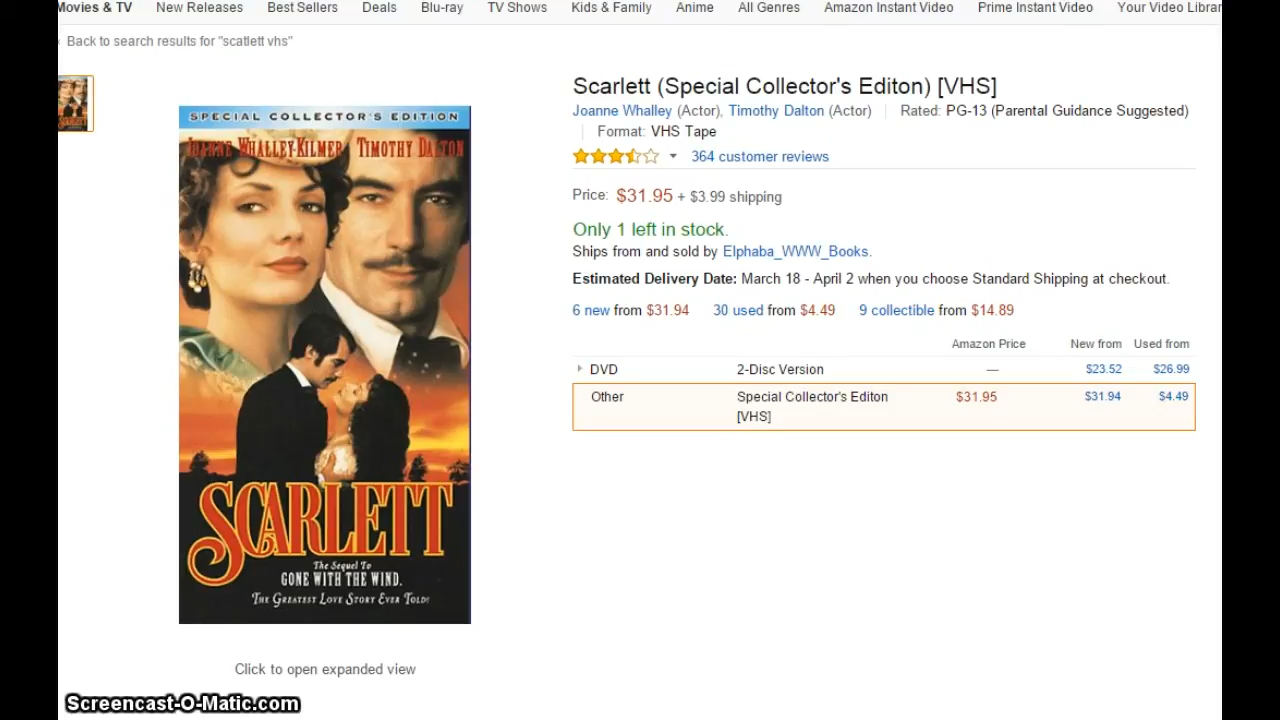 Movies & TV New Releases Best Sellers Deals Blu-ray TV Shows Kids & Family Anime All Genres Amazon Instant Video Prime Instant Video Your Video Librar
‹ Back to search results for "scatlett vhs"
SPECIAL COLLECTOR'S EDITION
JOANNE WHALLEY-KILMER TIMOTHY DALTON
SCARLETT
The Sequel To
GONE WITH THE WIND.
THE GREATEST LOVE STORY EVER TOLD!
Click to open expanded view
Scarlett (Special Collector's Editon) [VHS]
Joanne Whalley (Actor), Timothy Dalton (Actor) Rated: PG-13 (Parental Guidance Suggested)
Format: VHS Tape
364 customer reviews
Price: $31.95 + $3.99 shipping
Only 1 left in stock.
Ships from and sold by Elphaba_WWW_Books.
Estimated Delivery Date: March 18 - April 2 when you choose Standard Shipping at checkout.
6 new from $31.94 30 used from $4.49 9 collectible from $14.89
Amazon Price New from Used from
DVD 2-Disc Version — $23.52 $26.99
Other Special Collector's Editon $31.95 $31.94 $4.49
[VHS]
Screencast-O-Matic.com